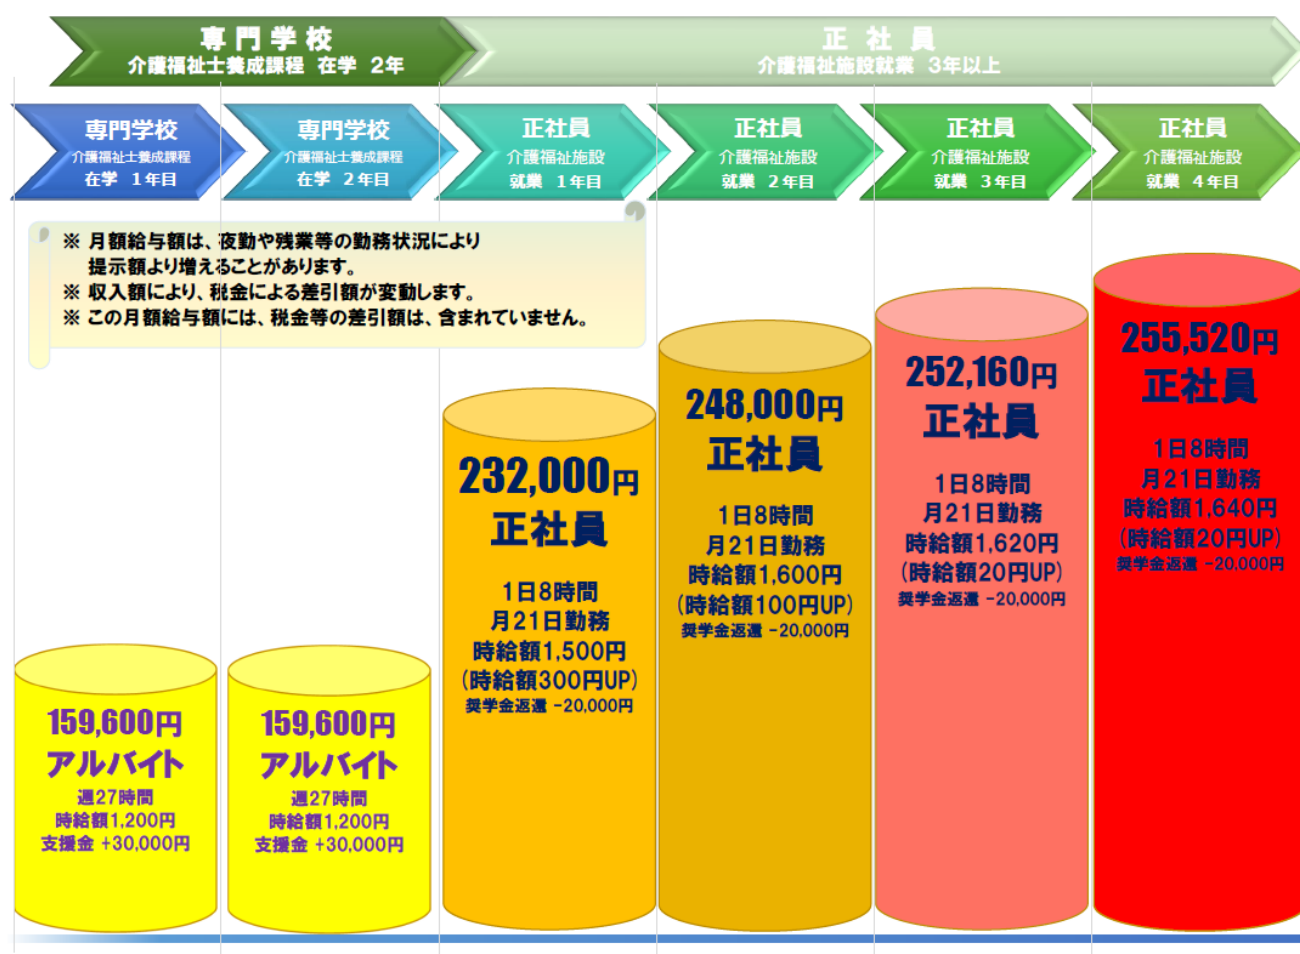 専門学校
介護福祉士養成課程 在学 2年
正社員
介護福祉施設就業 3年以上
専門学校
介護福祉士養成課程
在学 1年目
専門学校
介護福祉士養成課程
在学 2年目
正社員
介護福祉施設
就業 1年目
正社員
介護福祉施設
就業 2年目
正社員
介護福祉施設
就業 3年目
正社員
介護福祉施設
就業 4年目
※ 月額給与額は、夜勤や残業等の勤務状況により
提示額より増えることがあります。
※ 収入額により、税金による差引額が変動します。
※ この月額給与額には、税金等の差引額は、含まれていません。
159,600円
アルバイト
週27時間
時給額1,200円
支援金 +30,000円
159,600円
アルバイト
週27時間
時給額1,200円
支援金 +30,000円
232,000円
正社員
1日8時間
月21日勤務
時給額1,500円
(時給額300円UP)
奨学金返還 -20,000円
248,000円
正社員
1日8時間
月21日勤務
時給額1,600円
(時給額100円UP)
奨学金返還 -20,000円
252,160円
正社員
1日8時間
月21日勤務
時給額1,620円
(時給額20円UP)
奨学金返還 -20,000円
255,520円
正社員
1日8時間
月21日勤務
時給額1,640円
(時給額20円UP)
奨学金返還 -20,000円